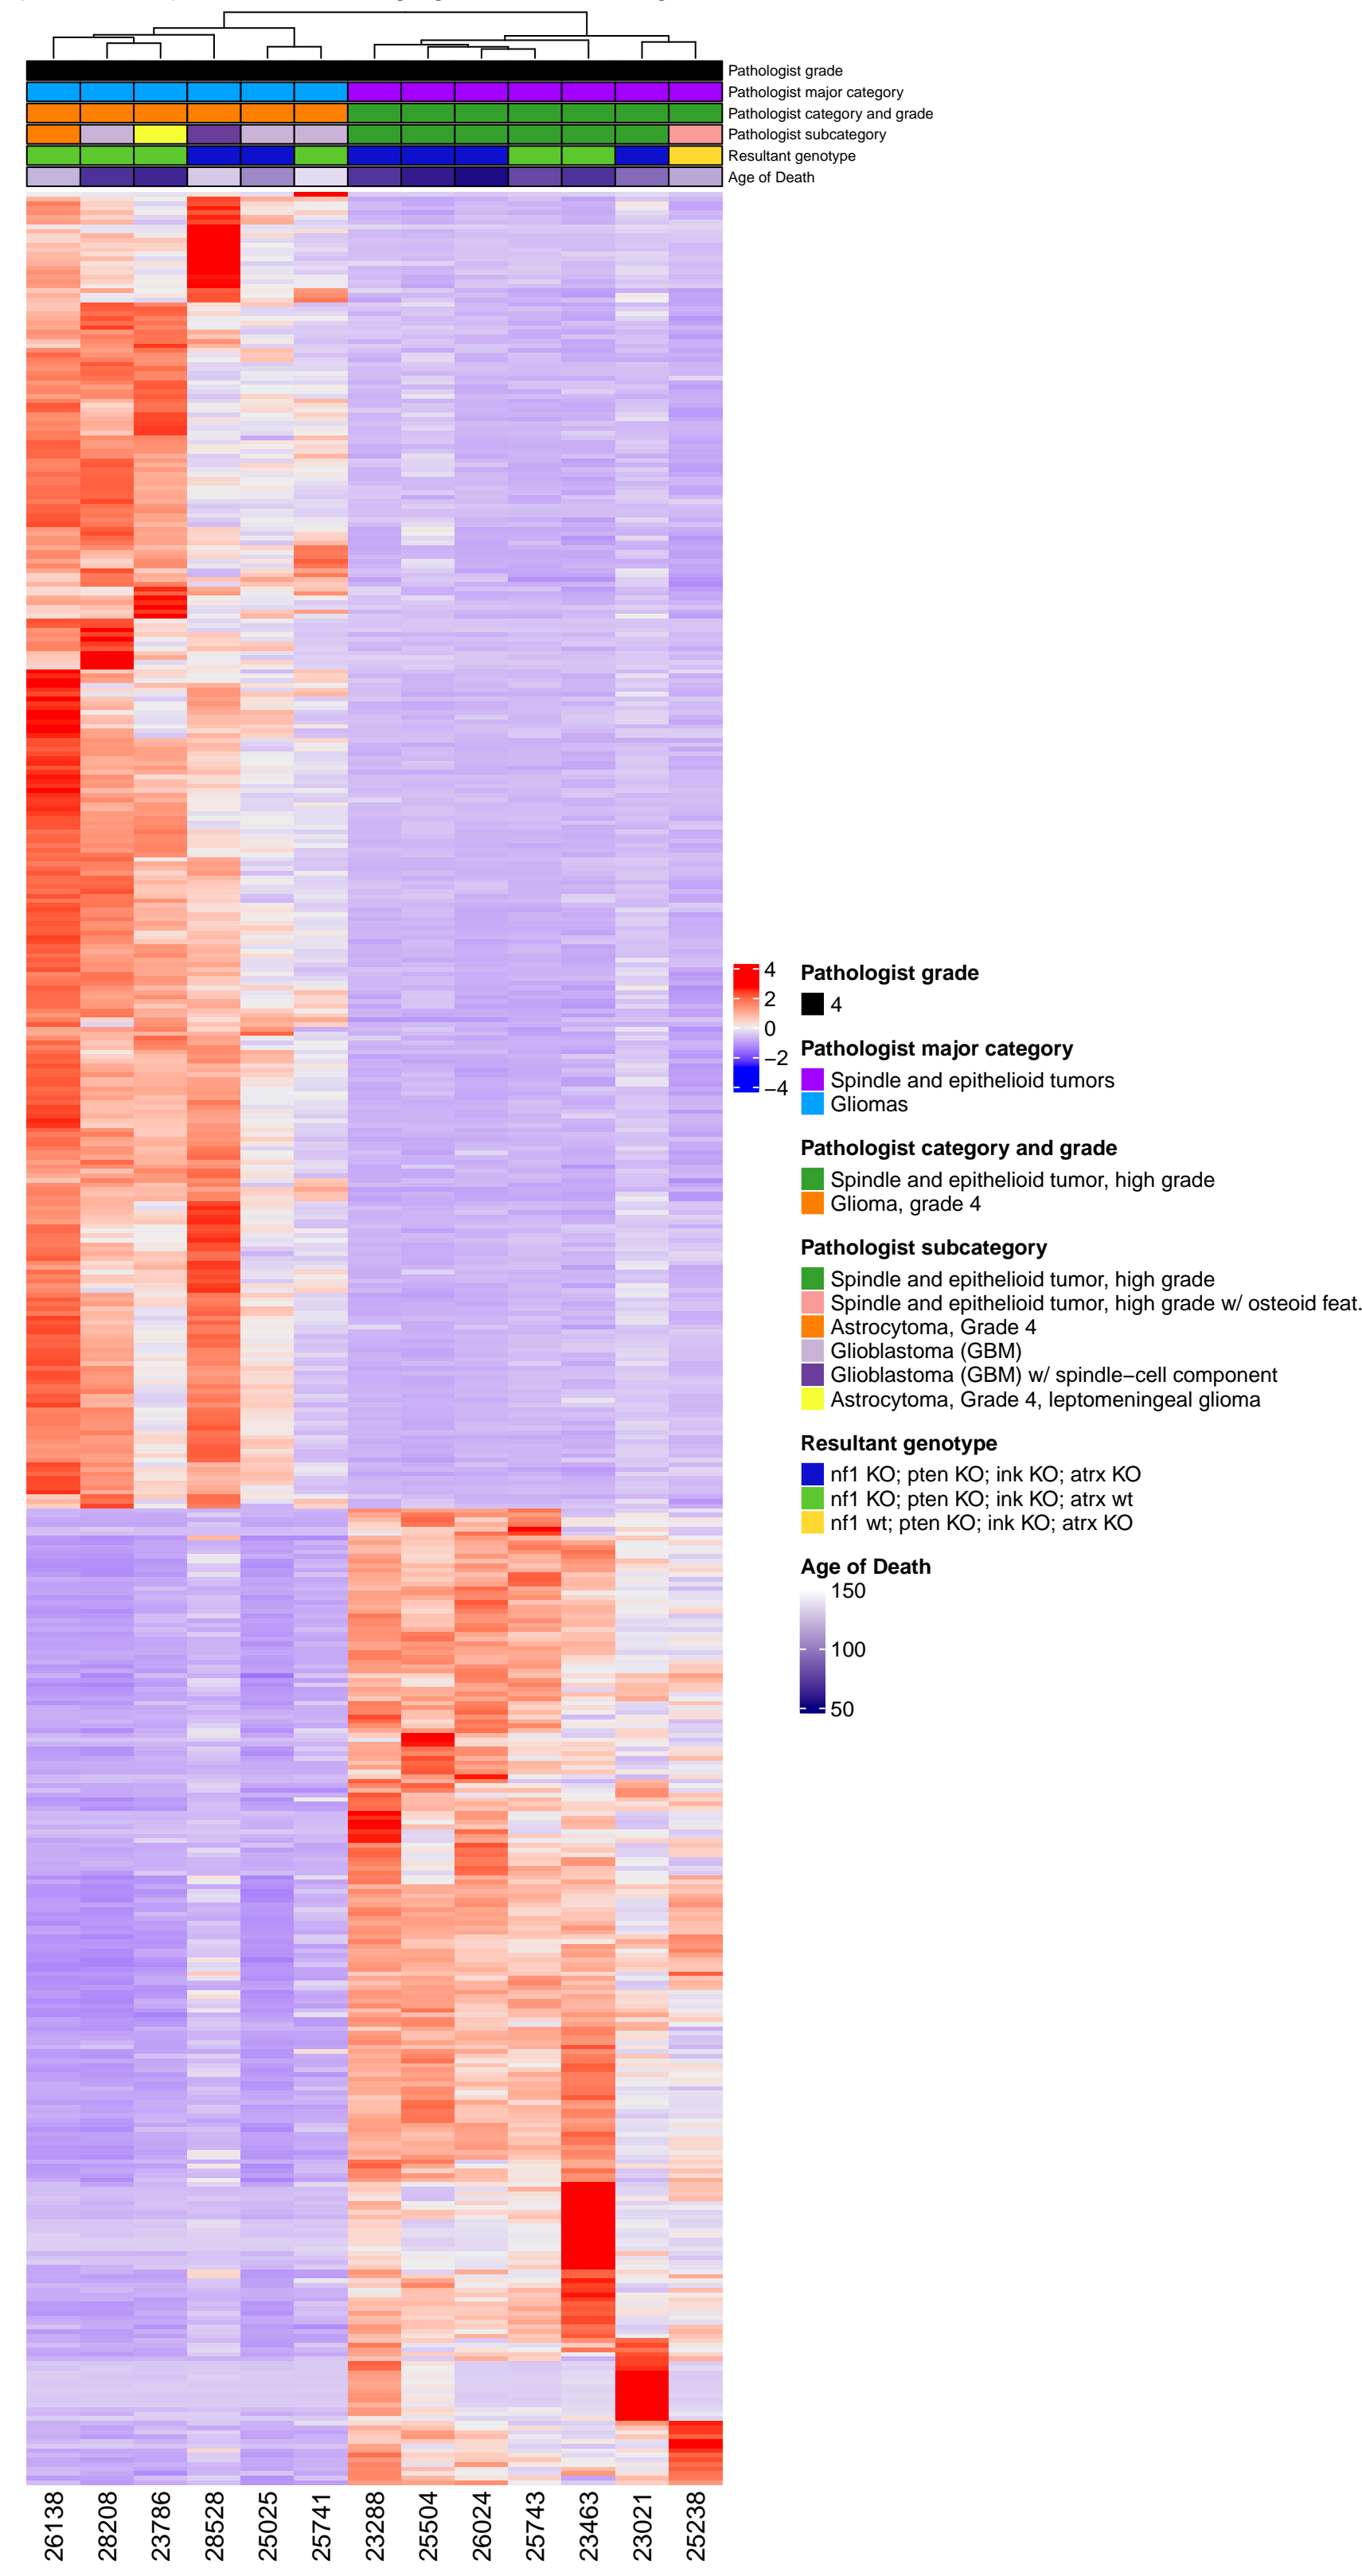 Pathologist grade
Pathologist major category
Pathologist category and grade
Pathologist subcategory
Resultant genotype
Age of Death
4
2
0
−2
−4
Pathologist grade
4
Pathologist major category
Spindle and epithelioid tumors
Gliomas
Pathologist category and grade
Spindle and epithelioid tumor, high grade
Glioma, grade 4
Pathologist subcategory
Spindle and epithelioid tumor, high grade
Spindle and epithelioid tumor, high grade w/ osteoid feat.
Astrocytoma, Grade 4
Glioblastoma (GBM)
Glioblastoma (GBM) w/ spindle−cell component
Astrocytoma, Grade 4, leptomeningeal glioma
Resultant genotype
nf1 KO; pten KO; ink KO; atrx KO
nf1 KO; pten KO; ink KO; atrx wt
nf1 wt; pten KO; ink KO; atrx KO
Age of Death
150
100
50
26138
28208
23786
28528
25025
25741
23288
25504
26024
25743
23463
23021
25238